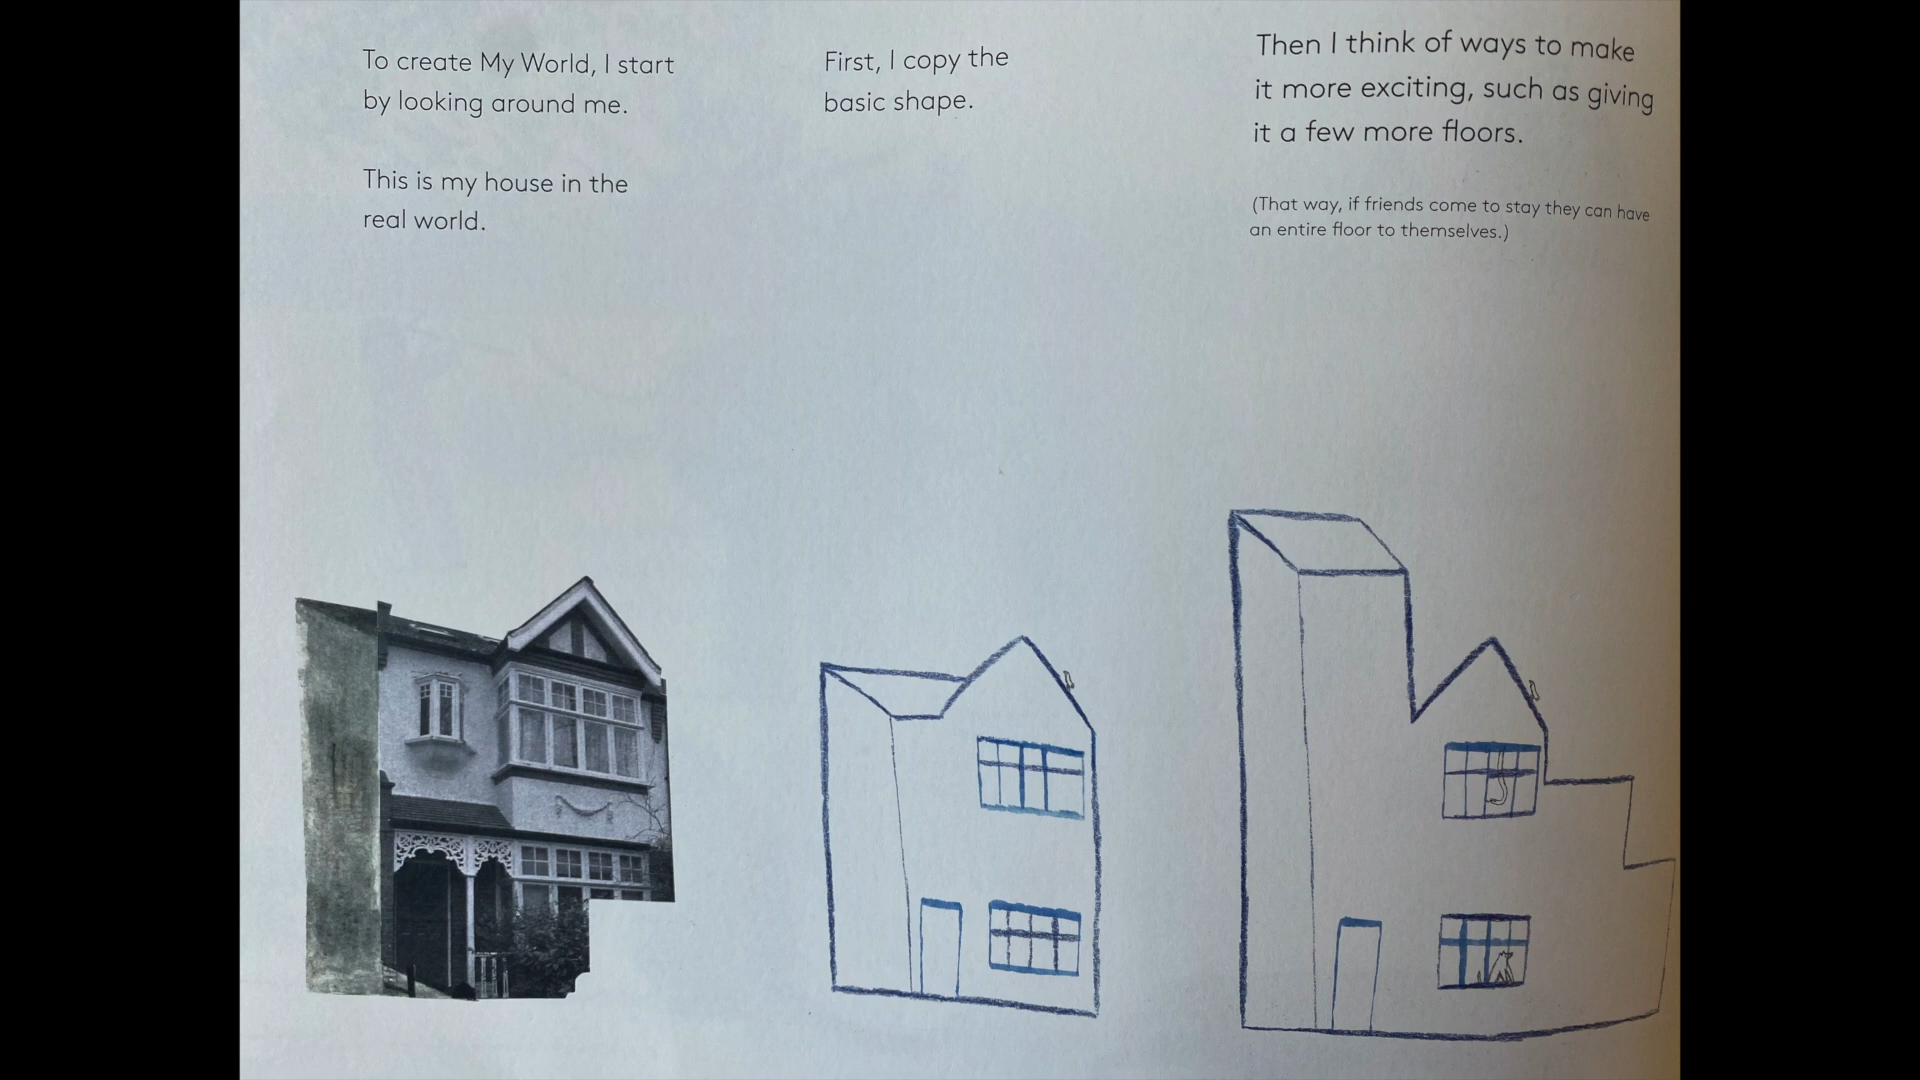 To create My World, I start
by looking around me.
This is my house in the
real world.
First, I copy the
basic shape.
Then I think of ways to make
it more exciting, such as giving
it a few more floors.
(That way, if friends come to stay they can have
an entire floor to themselves.)